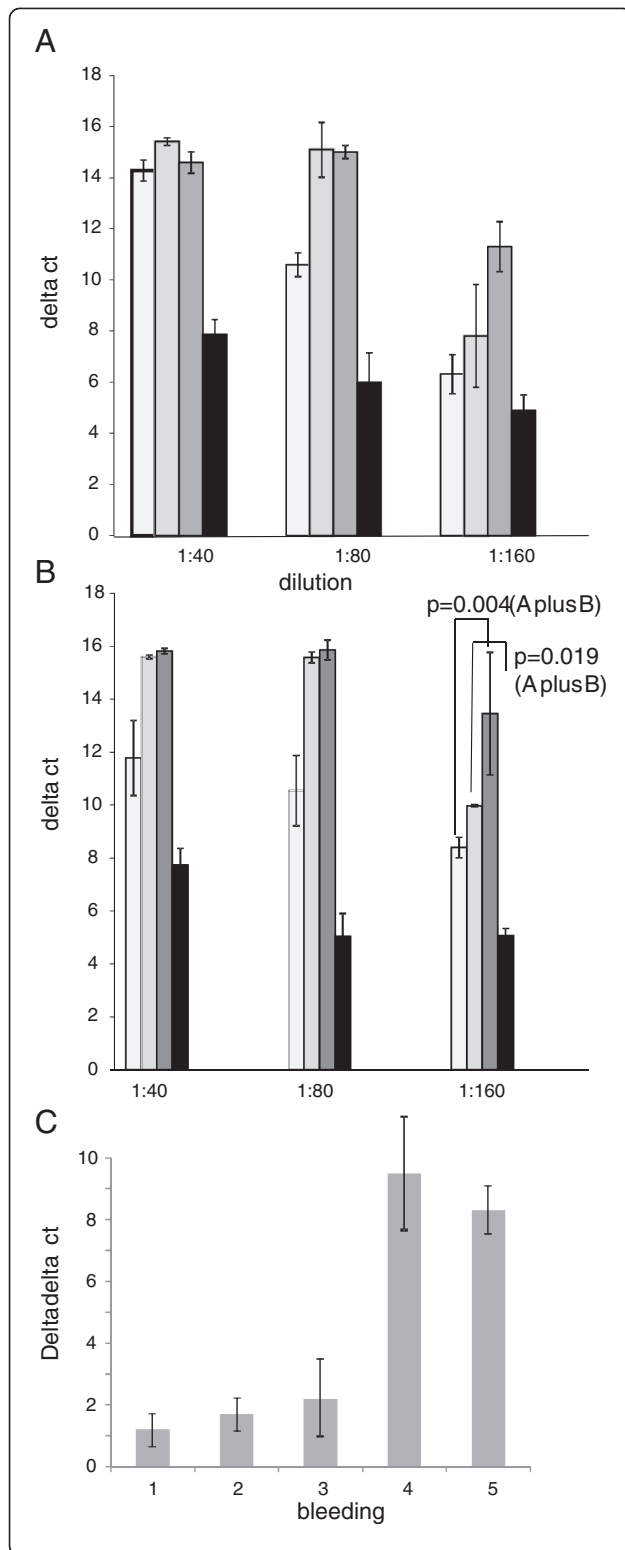 A
18
16
14
12
10
8
6
4
2
0
delta ct
1:40 1:80 1:160
dilution
B
18
16
14
12
10
8
6
4
2
0
delta ct
p=0.004(AplusB)
p=0.019
(AplusB)
1:40 1:80 1:160
C
10
8
6
4
2
0
Deltadelta ct
1 2 3 4 5
bleeding